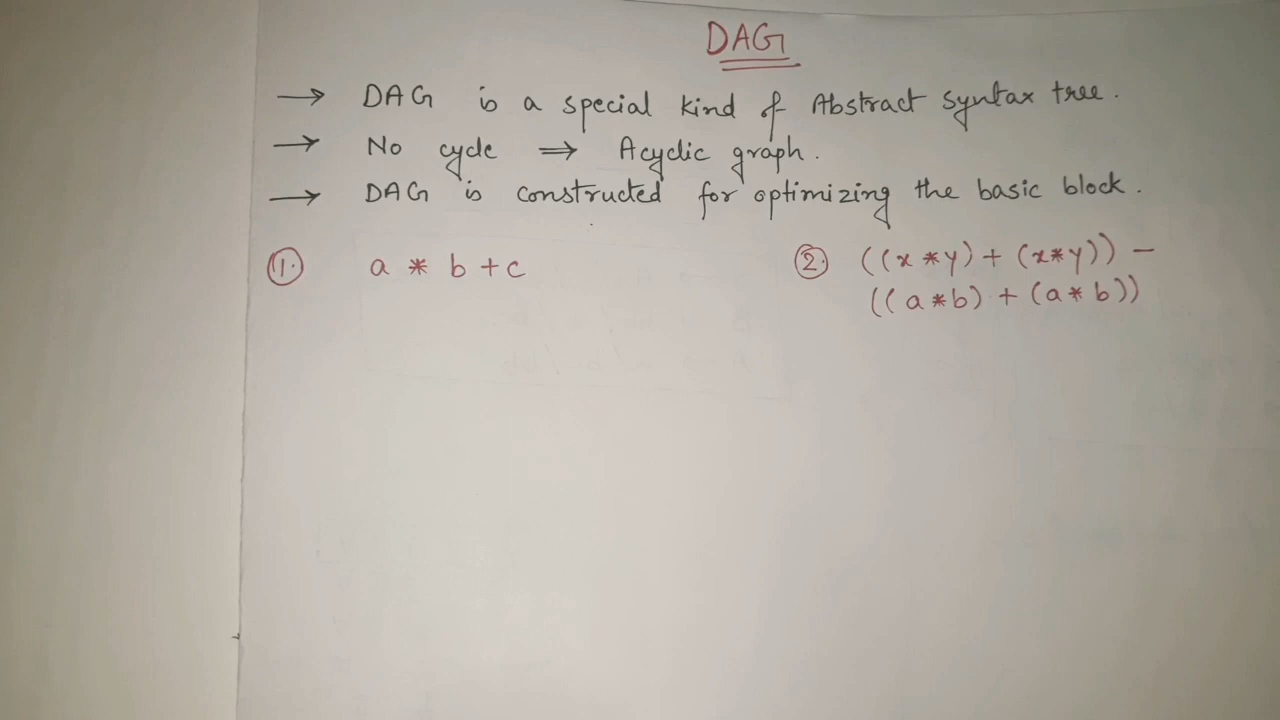 DAG
→ DAG is a special kind of Abstract syntax tree.
→ No cycle ⇒ Acyclic graph.
→ DAG is constructed for optimizing the basic block.
① a * b + c
② ((x * y) + (x * y)) -
((a * b) + (a * b))